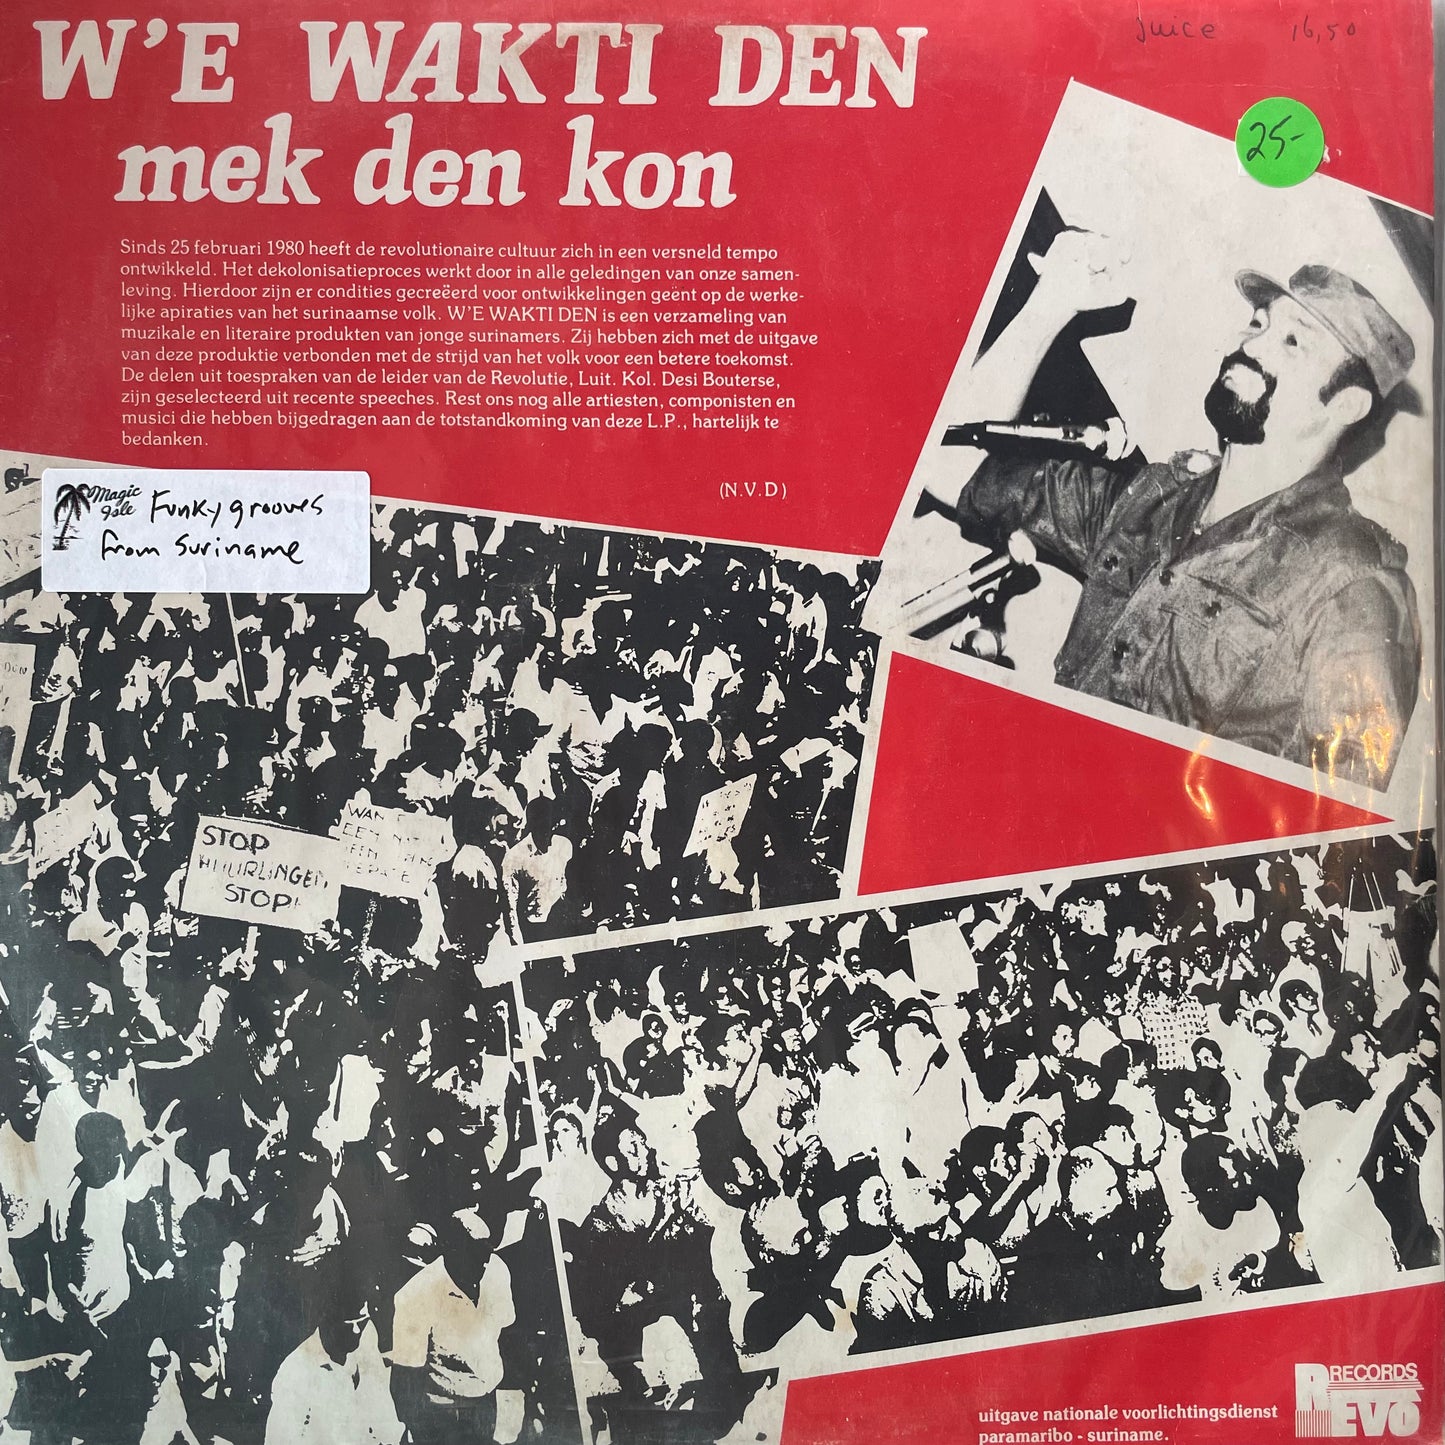 juice 16,50
W'E WAKTI DEN
mek den kon
25-
Sinds 25 februari 1980 heeft de revolutionaire cultuur zich in een versneld tempo
ontwikkeld. Het dekolonisatieproces werkt door in alle geledingen van onze samen-
leving. Hierdoor zijn er condities gecreëerd voor ontwikkelingen geënt op de werke-
lijke apiraties van het surinaamse volk. W'E WAKTI DEN is een verzameling van
muzikale en literaire produkten van jonge surinamers. Zij hebben zich met de uitgave
van deze produktie verbonden met de strijd van het volk voor een betere toekomst.
De delen uit toespraken van de leider van de Revolutie, Luit. Kol. Desi Bouterse,
zijn geselecteerd uit recente speeches. Rest ons nog alle artiesten, componisten en
musici die hebben bijgedragen aan de totstandkoming van deze L.P., hartelijk te
bedanken.
(N.V.D)
Magic
Isle
Funky grooves
from Suriname
STOP
HUURLINGEN
STOP!
RECORDS
REVO
uitgave nationale voorlichtingsdienst
paramaribo - suriname.